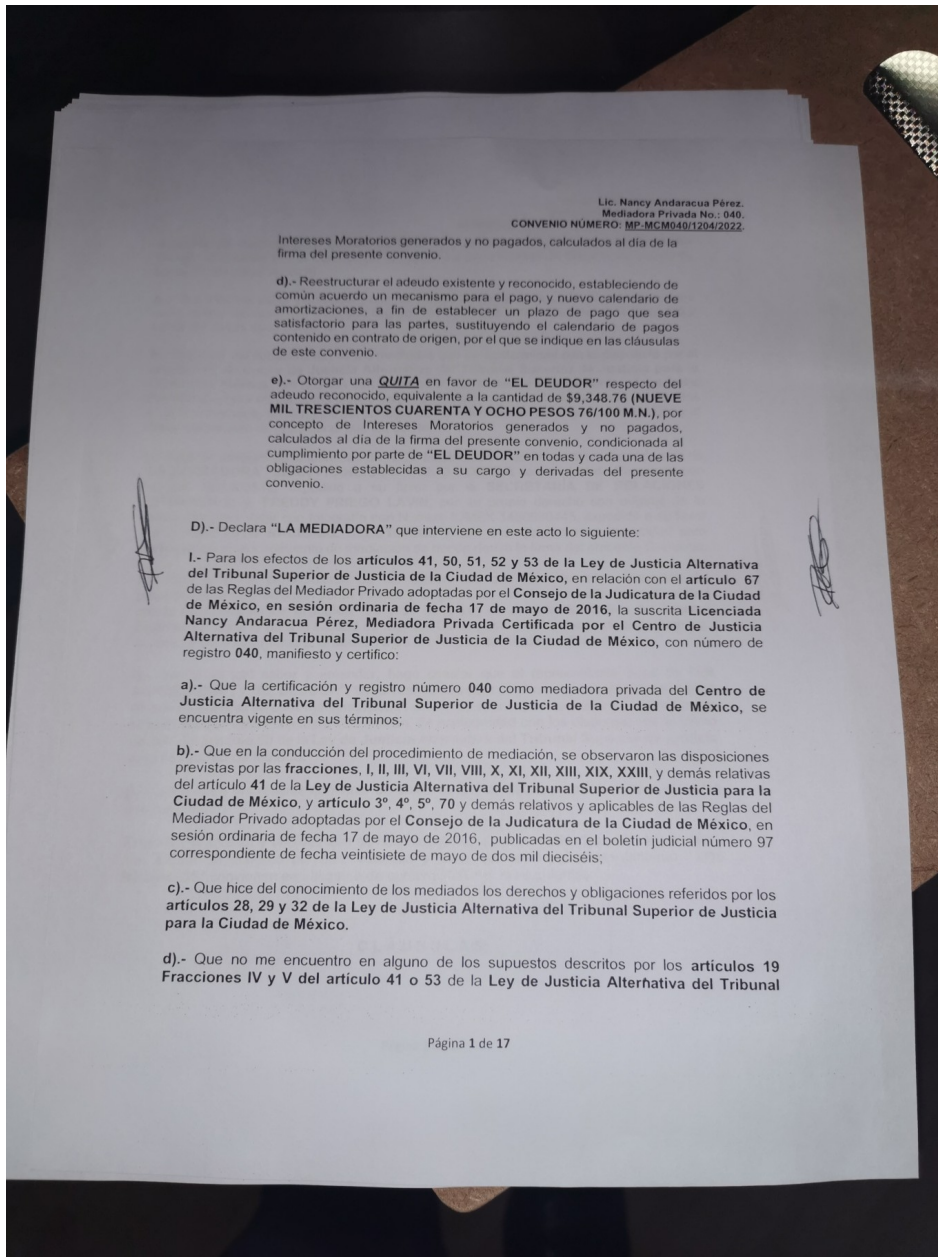 Lic. Nancy Andaracua Pérez.
Mediadora Privada No.: 040.
CONVENIO NÚMERO: MP-MCM040/1204/2022.
Intereses Moratorios generados y no pagados, calculados al día de la
firma del presente convenio.
d).- Reestructurar el adeudo existente y reconocido, estableciendo de
común acuerdo un mecanismo para el pago, y nuevo calendario de
amortizaciones, a fin de establecer un plazo de pago que sea
satisfactorio para las partes, sustituyendo el calendario de pagos
contenido en contrato de origen, por el que se indique en las cláusulas
de este convenio.
e).- Otorgar una QUITA en favor de “EL DEUDOR” respecto del
adeudo reconocido, equivalente a la cantidad de $9,348.76 (NUEVE
MIL TRESCIENTOS CUARENTA Y OCHO PESOS 76/100 M.N.), por
concepto de Intereses Moratorios generados y no pagados,
calculados al día de la firma del presente convenio, condicionada al
cumplimiento por parte de “EL DEUDOR” en todas y cada una de las
obligaciones establecidas a su cargo y derivadas del presente
convenio.
D).- Declara “LA MEDIADORA” que interviene en este acto lo siguiente:
I.- Para los efectos de los artículos 41, 50, 51, 52 y 53 de la Ley de Justicia Alternativa
del Tribunal Superior de Justicia de la Ciudad de México, en relación con el artículo 67
de las Reglas del Mediador Privado adoptadas por el Consejo de la Judicatura de la Ciudad
de México, en sesión ordinaria de fecha 17 de mayo de 2016, la suscrita Licenciada
Nancy Andaracua Pérez, Mediadora Privada Certificada por el Centro de Justicia
Alternativa del Tribunal Superior de Justicia de la Ciudad de México, con número de
registro 040, manifiesto y certifico:
a).- Que la certificación y registro número 040 como mediadora privada del Centro de
Justicia Alternativa del Tribunal Superior de Justicia de la Ciudad de México, se
encuentra vigente en sus términos;
b).- Que en la conducción del procedimiento de mediación, se observaron las disposiciones
previstas por las fracciones, I, II, III, VI, VII, VIII, X, XI, XII, XIII, XIX, XXIII, y demás relativas
del artículo 41 de la Ley de Justicia Alternativa del Tribunal Superior de Justicia para la
Ciudad de México, y artículo 3º, 4º, 5º, 70 y demás relativos y aplicables de las Reglas del
Mediador Privado adoptadas por el Consejo de la Judicatura de la Ciudad de México, en
sesión ordinaria de fecha 17 de mayo de 2016, publicadas en el boletín judicial número 97
correspondiente de fecha veintisiete de mayo de dos mil dieciséis;
c).- Que hice del conocimiento de los mediados los derechos y obligaciones referidos por los
artículos 28, 29 y 32 de la Ley de Justicia Alternativa del Tribunal Superior de Justicia
para la Ciudad de México.
d).- Que no me encuentro en alguno de los supuestos descritos por los artículos 19
Fracciones IV y V del artículo 41 o 53 de la Ley de Justicia Alternativa del Tribunal
Página 1 de 17